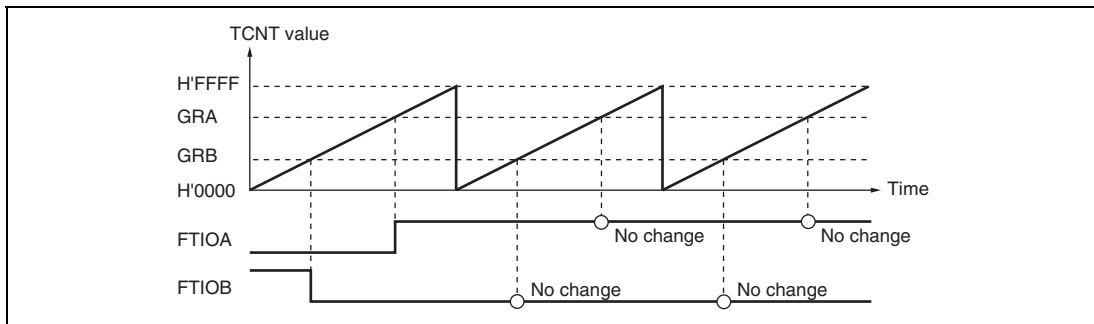 TCNT value
H'FFFF
GRA
GRB
H'0000
Time
FTIOA
No change
No change
FTIOB
No change
No change